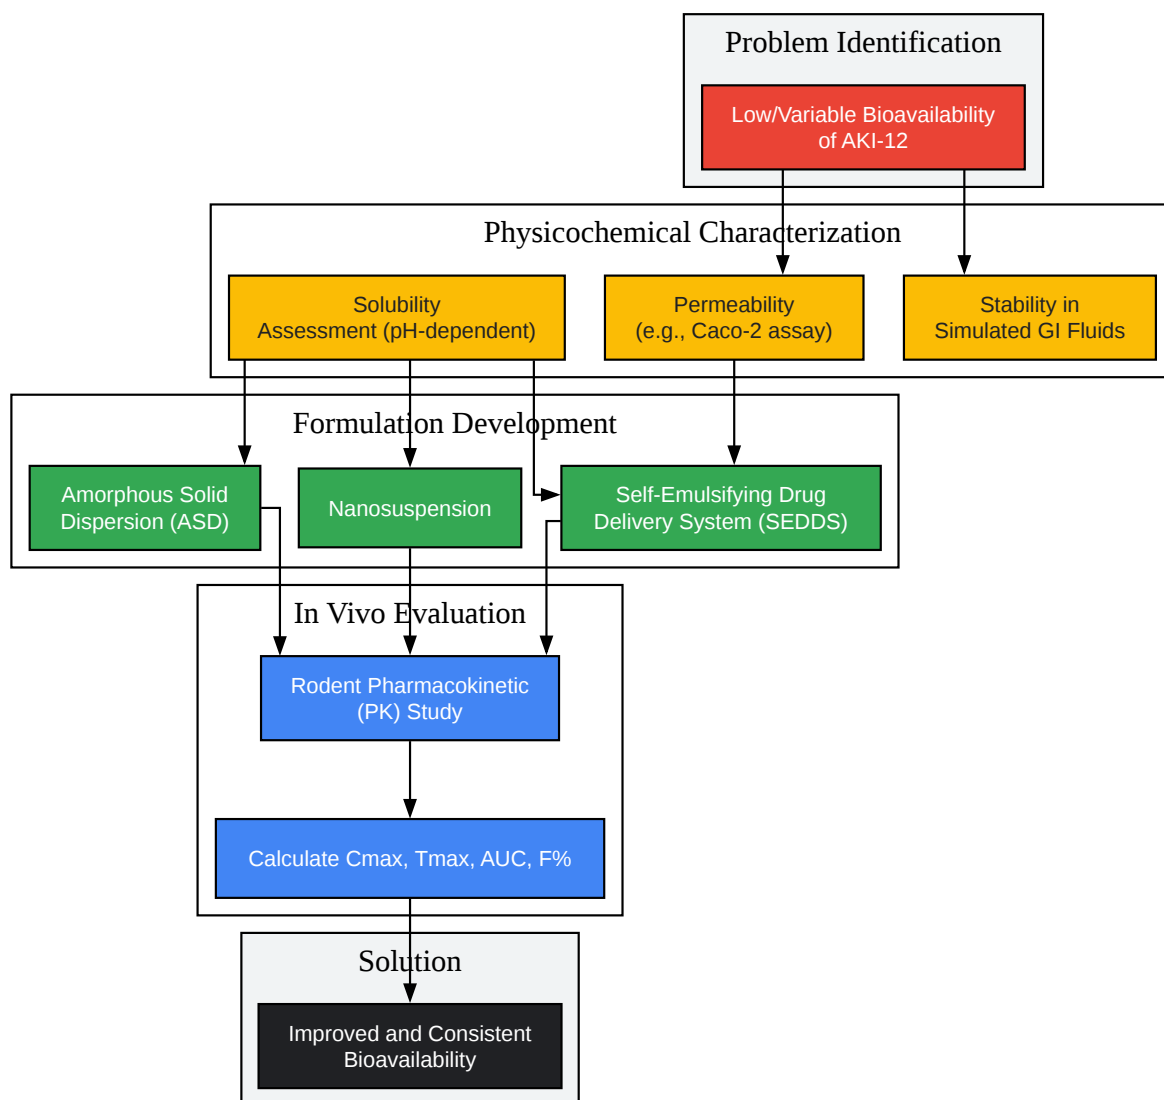 Problem Identification
Low/Variable Bioavailability
of AKI-12
Physicochemical Characterization
Solubility
Assessment (pH-dependent)
Permeability
(e.g., Caco-2 assay)
Stability in
Simulated GI Fluids
Formulation Development
Amorphous Solid
Dispersion (ASD)
Nanosuspension
Self-Emulsifying Drug
Delivery System (SEDDS)
In Vivo Evaluation
Rodent Pharmacokinetic
(PK) Study
Calculate Cmax, Tmax, AUC, F%
Solution
Improved and Consistent
Bioavailability